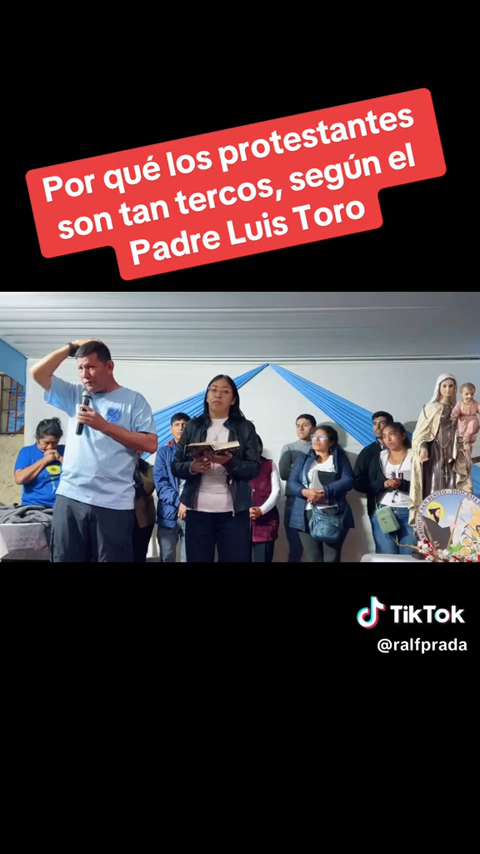 Por qué los protestantes
son tan tercos, según el
Padre Luis Toro
TikTok
@ralfprada